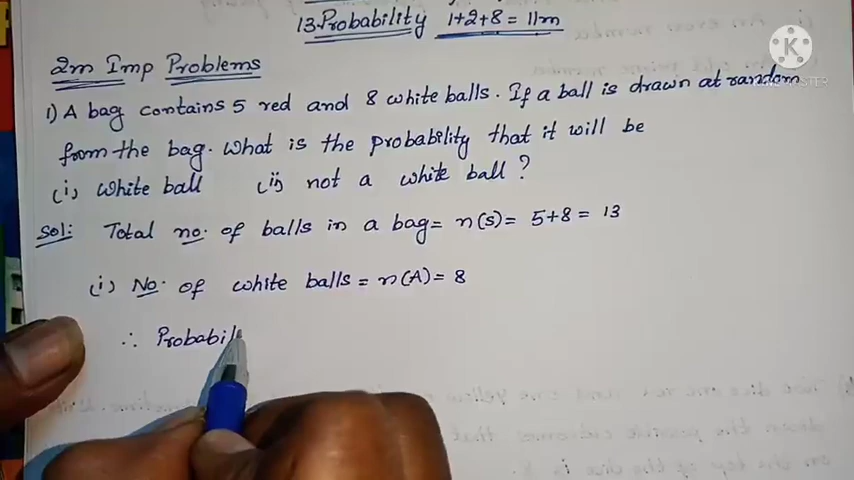 13. Probability 1+2+8 = 11m
2m Imp Problems
1) A bag contains 5 red and 8 white balls. If a ball is drawn at random
from the bag. What is the probability that it will be
(i) white ball (ii) not a white ball ?
Sol: Total no. of balls in a bag = n(S) = 5+8 = 13
(i) No. of white balls = n(A) = 8
∴ Probabil
KINEMASTER